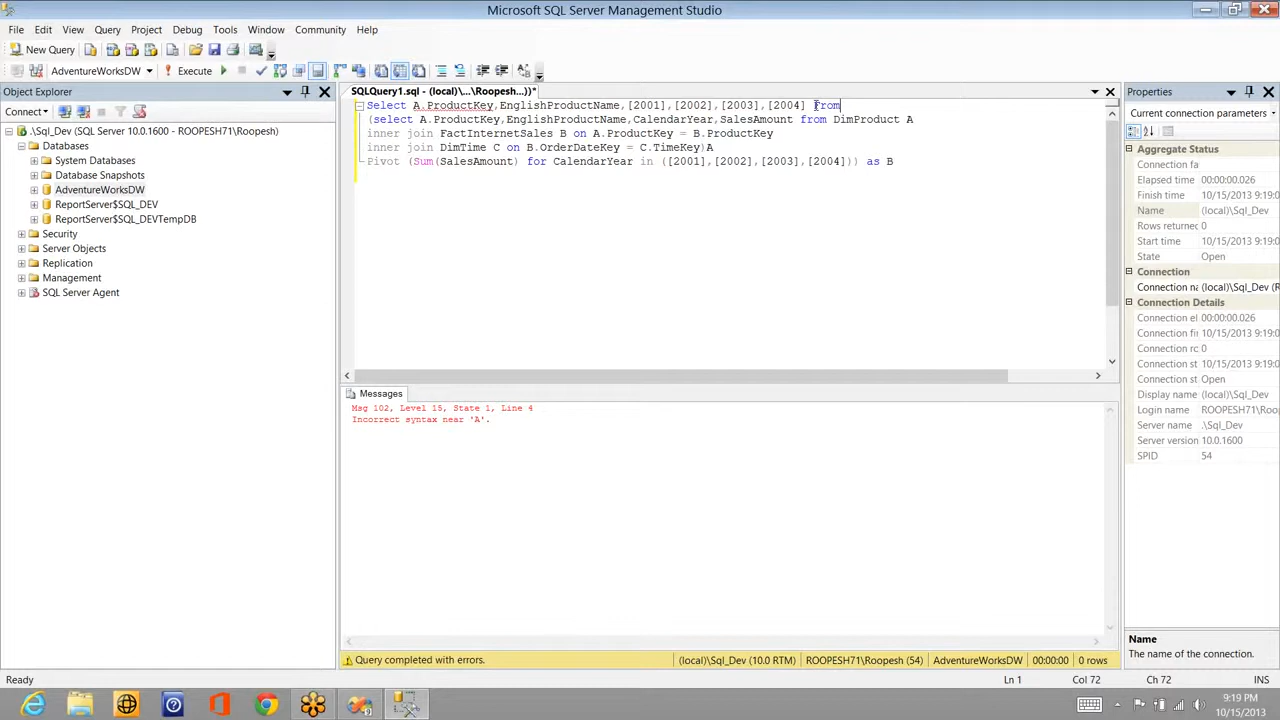 Microsoft SQL Server Management Studio
File Edit View Query Project Debug Tools Window Community Help
New Query
AdventureWorksDW Execute
Object Explorer
SQLQuery1.sql - (local)\...\Roopesh...))*
Properties
Connect
Current connection parameters
.\Sql_Dev (SQL Server 10.0.1600 - ROOPESH71\Roopesh)
Databases
System Databases
Database Snapshots
AdventureWorksDW
ReportServer$SQL_DEV
ReportServer$SQL_DEVTempDB
Security
Server Objects
Replication
Management
SQL Server Agent
Select A.ProductKey,EnglishProductName,[2001],[2002],[2003],[2004] from
(select A.ProductKey,EnglishProductName,CalendarYear,SalesAmount from DimProduct A
inner join FactInternetSales B on A.ProductKey = B.ProductKey
inner join DimTime C on B.OrderDateKey = C.TimeKey)A
Pivot (Sum(SalesAmount) for CalendarYear in ([2001],[2002],[2003],[2004])) as B
Messages
Msg 102, Level 15, State 1, Line 4
Incorrect syntax near 'A'.
Aggregate Status
Connection fa
Elapsed time 00:00:00.026
Finish time 10/15/2013 9:19:0
Name (local)\Sql_Dev
Rows returnec 0
Start time 10/15/2013 9:19:0
State Open
Connection
Connection na (local)\Sql_Dev (R
Connection Details
Connection el 00:00:00.026
Connection fi 10/15/2013 9:19:0
Connection ro 0
Connection st 10/15/2013 9:19:0
Connection st Open
Display name (local)\Sql_Dev
Login name ROOPESH71\Roo
Server name .\Sql_Dev
Server version 10.0.1600
SPID 54
Name
The name of the connection.
Query completed with errors. (local)\Sql_Dev (10.0 RTM) ROOPESH71\Roopesh (54) AdventureWorksDW 00:00:00 0 rows
Ready Ln 1 Col 72 Ch 72 INS
9:19 PM
10/15/2013